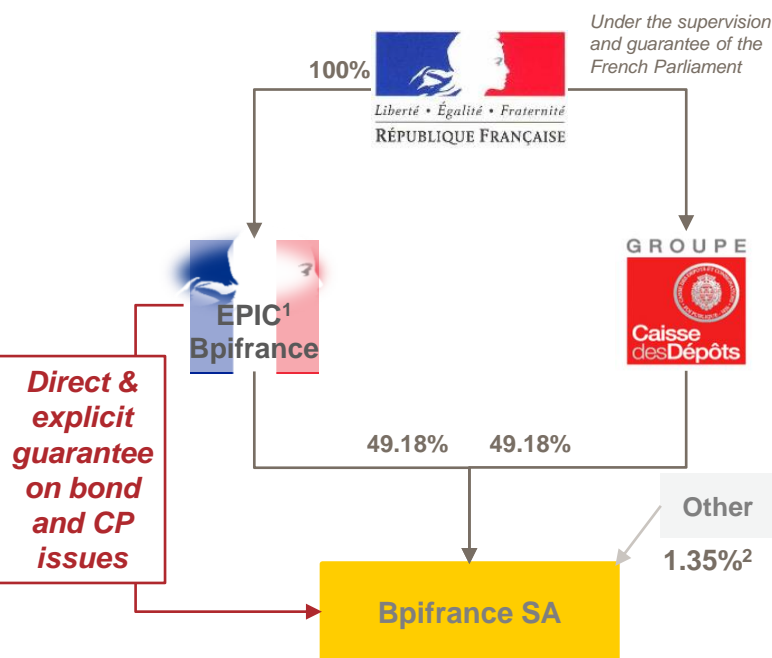 Under the supervision
and guarantee of the
French Parliament
100%
Liberté • Égalité • Fraternité
RÉPUBLIQUE FRANÇAISE
GROUPE
Caisse
desDépôts
EPIC¹
Bpifrance
Direct &
explicit
guarantee
on bond
and CP
issues
49.18% 49.18%
Other
1.35%²
Bpifrance SA